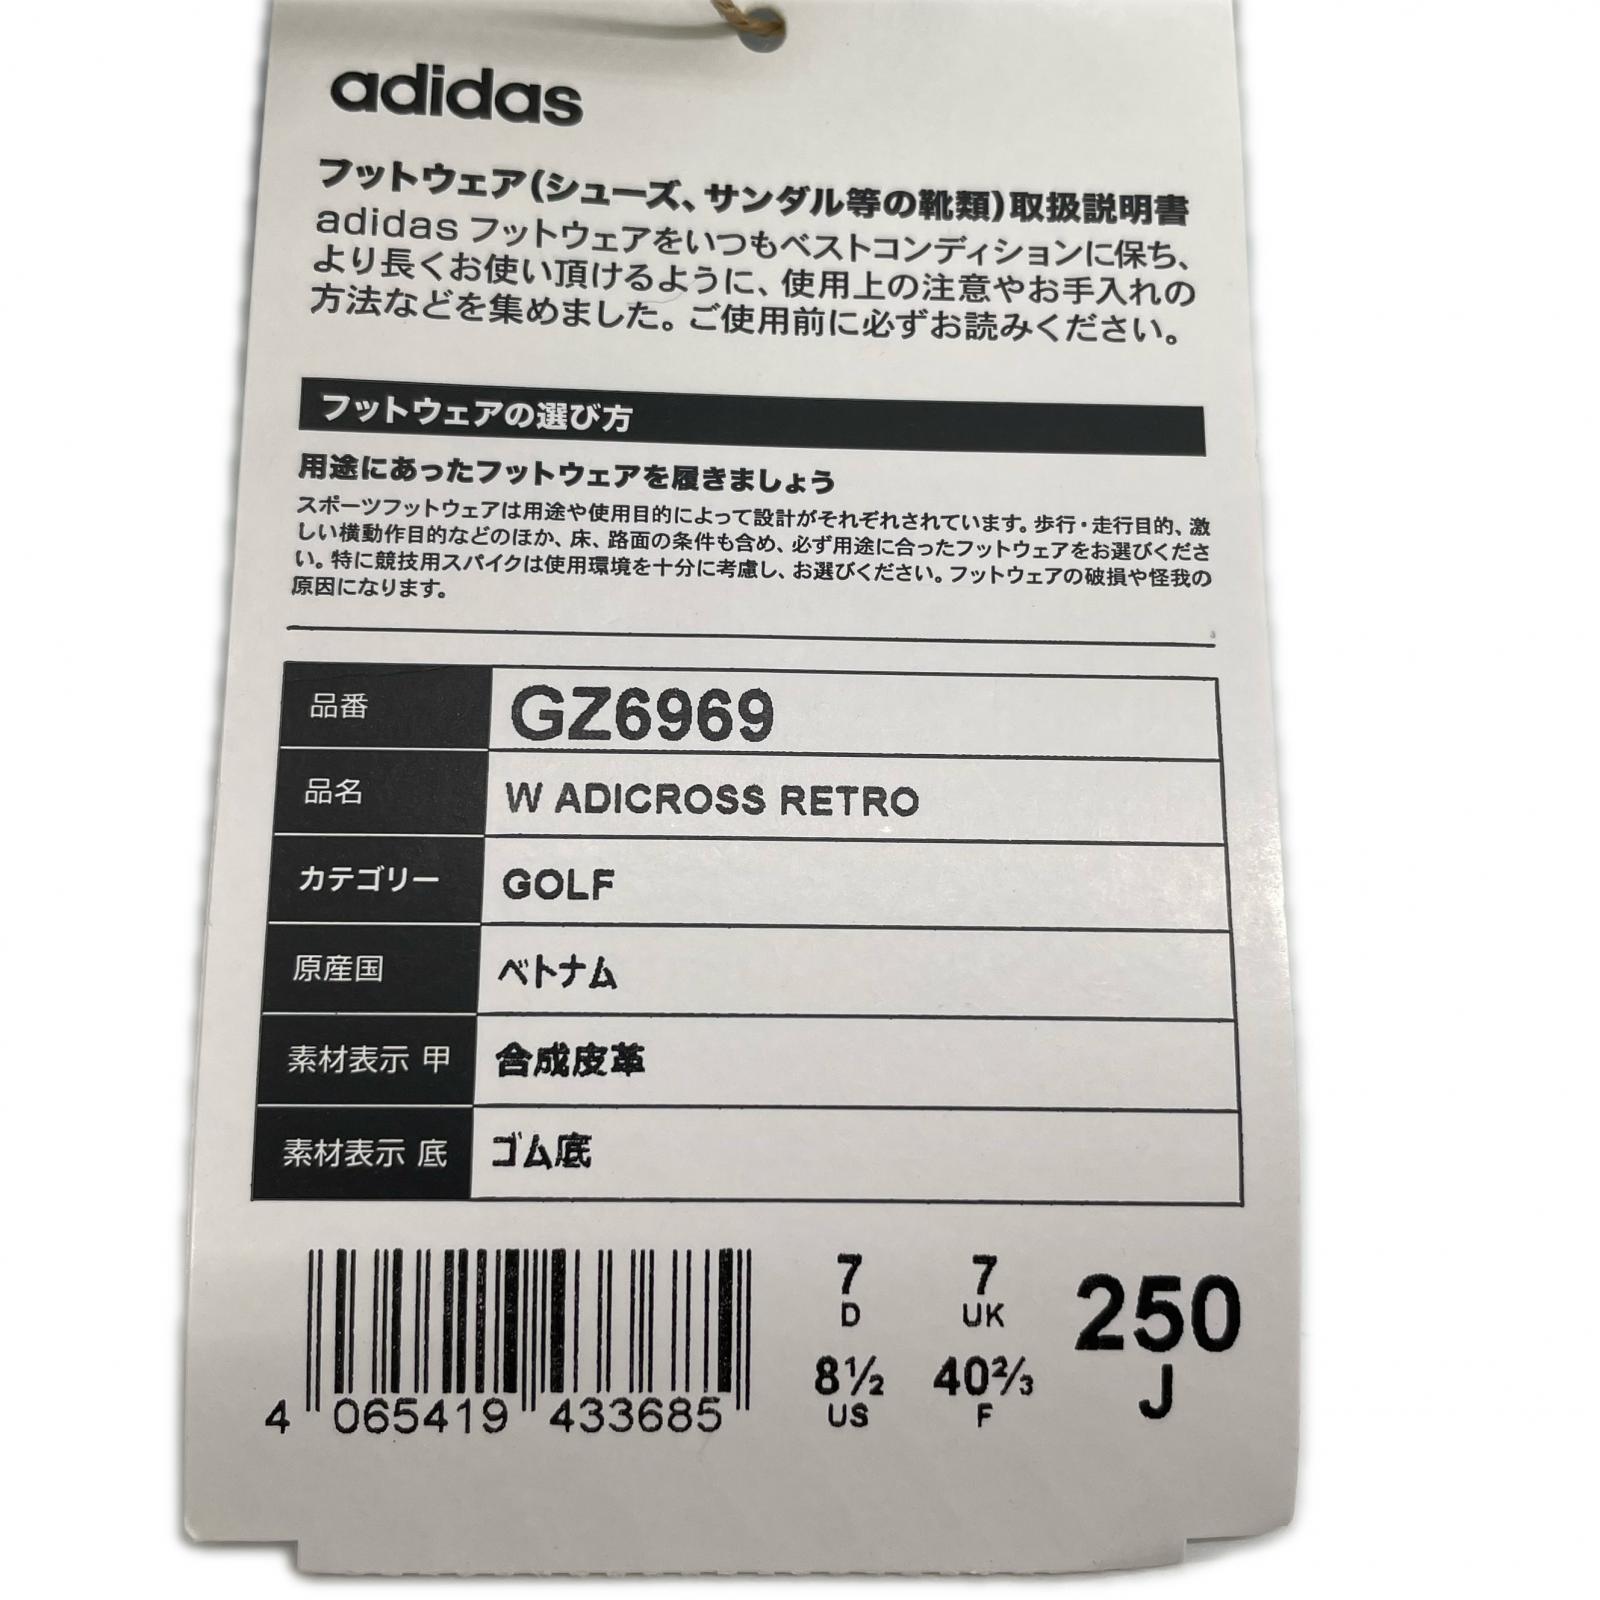 adidas
フットウェア(シューズ、サンダル等の靴類)取扱説明書
adidas フットウェアをいつもベストコンディションに保ち、
より長くお使い頂けるように、使用上の注意やお手入れの
方法などを集めました。ご使用前に必ずお読みください。
フットウェアの選び方
用途にあったフットウェアを履きましょう
スポーツフットウェアは用途や使用目的によって設計がそれぞれされています。歩行・走行目的、激
しい横動作目的などのほか、床、路面の条件も含め、必ず用途に合ったフットウェアをお選びくださ
い。特に競技用スパイクは使用環境を十分に考慮し、お選びください。フットウェアの破損や怪我の
原因になります。
品番 GZ6969
品名 W ADICROSS RETRO
カテゴリー GOLF
原産国 ベトナム
素材表示 甲 合成皮革
素材表示 底 ゴム底
7 7 250
D UK J
8½ 40⅔
US F
4 065419 433685